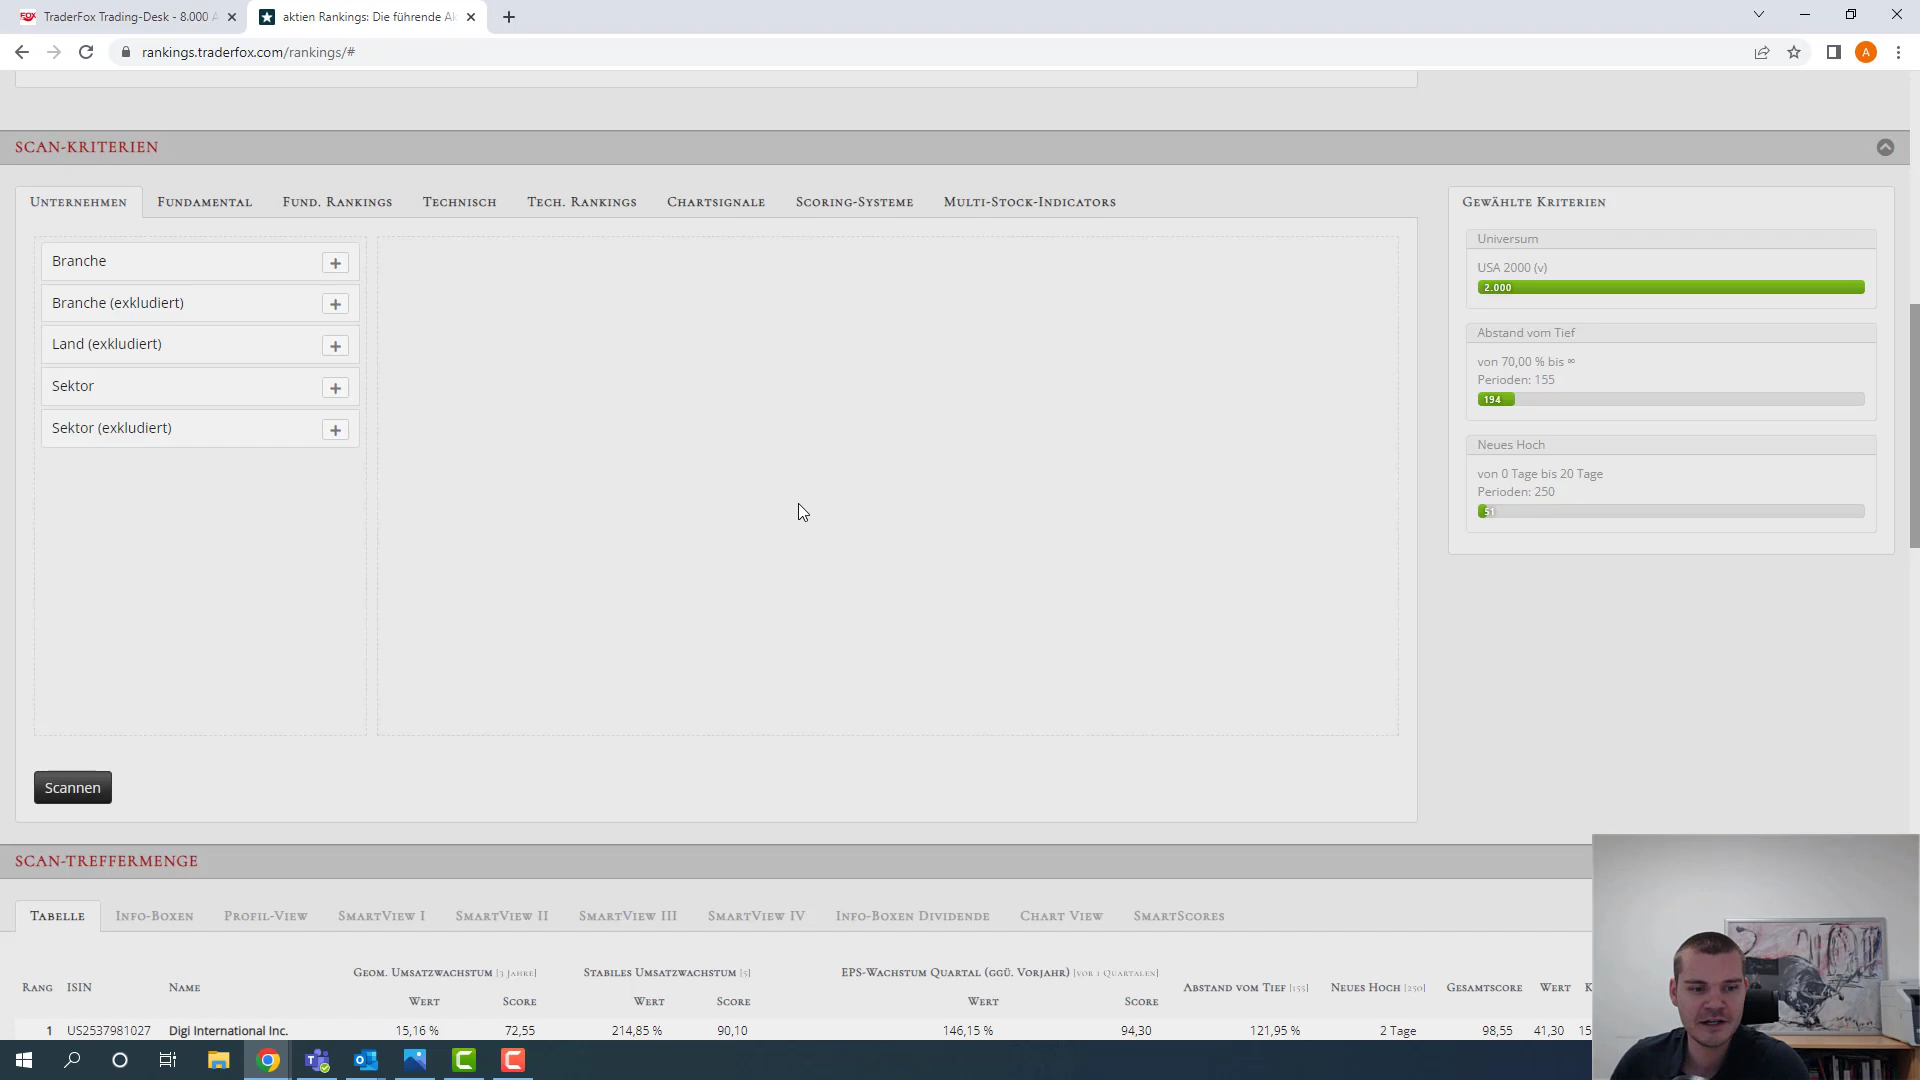 TraderFox Trading-Desk - 8.000 A
aktien Rankings: Die führende Ak
rankings.traderfox.com/rankings/#
A
SCAN-KRITERIEN
UNTERNEHMEN FUNDAMENTAL FUND. RANKINGS TECHNISCH TECH. RANKINGS CHARTSIGNALE SCORING-SYSTEME MULTI-STOCK-INDICATORS
Branche
Branche (exkludiert)
Land (exkludiert)
Sektor
Sektor (exkludiert)
Scannen
GEWÄHLTE KRITERIEN
Universum
USA 2000 (v)
2.000
Abstand vom Tief
von 70,00 % bis ∞
Perioden: 155
194
Neues Hoch
von 0 Tage bis 20 Tage
Perioden: 250
51
SCAN-TREFFERMENGE
TABELLE INFO-BOXEN PROFIL-VIEW SMARTVIEW I SMARTVIEW II SMARTVIEW III SMARTVIEW IV INFO-BOXEN DIVIDENDE CHART VIEW SMARTSCORES
GEOM. UMSATZWACHSTUM [3 JAHRE] STABILES UMSATZWACHSTUM [5] EPS-WACHSTUM QUARTAL (GGÜ. VORJAHR) [VOR 1 QUARTALEN]
RANG ISIN NAME ABSTAND VOM TIEF [155] NEUES HOCH [250] GESAMTSCORE WERT K
WERT SCORE WERT SCORE WERT SCORE
1 US2537981027 Digi International Inc. 15,16 % 72,55 214,85 % 90,10 146,15 % 94,30 121,95 % 2 Tage 98,55 41,30 15